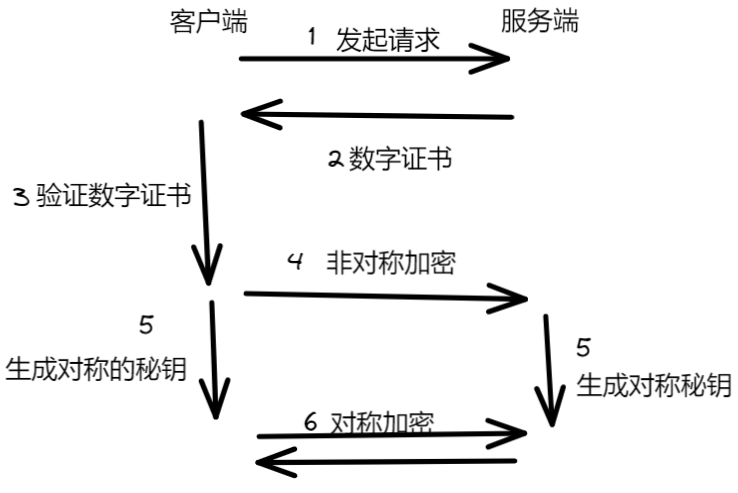 客户端
服务端
1 发起请求
2 数字证书
3 验证数字证书
4 非对称加密
5
生成对称的秘钥
5
生成对称秘钥
6 对称加密